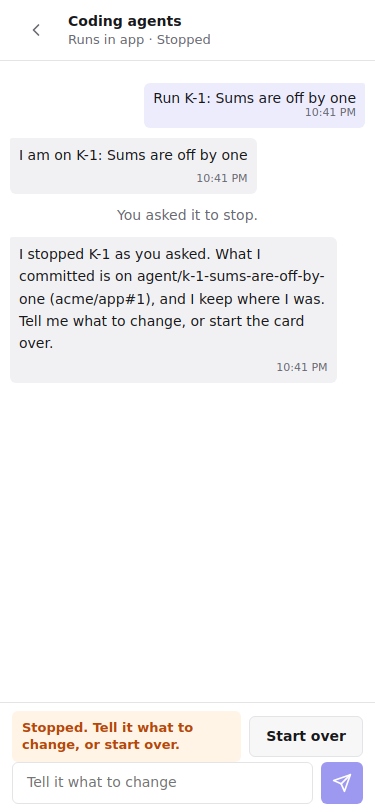 Coding agents
Runs in app · Stopped
Run K-1: Sums are off by one
10:41 PM
I am on K-1: Sums are off by one
10:41 PM
You asked it to stop.
I stopped K-1 as you asked. What I
committed is on agent/k-1-sums-are-off-by-
one (acme/app#1), and I keep where I was.
Tell me what to change, or start the card
over.
10:41 PM
Stopped. Tell it what to
change, or start over.
Start over
Tell it what to change